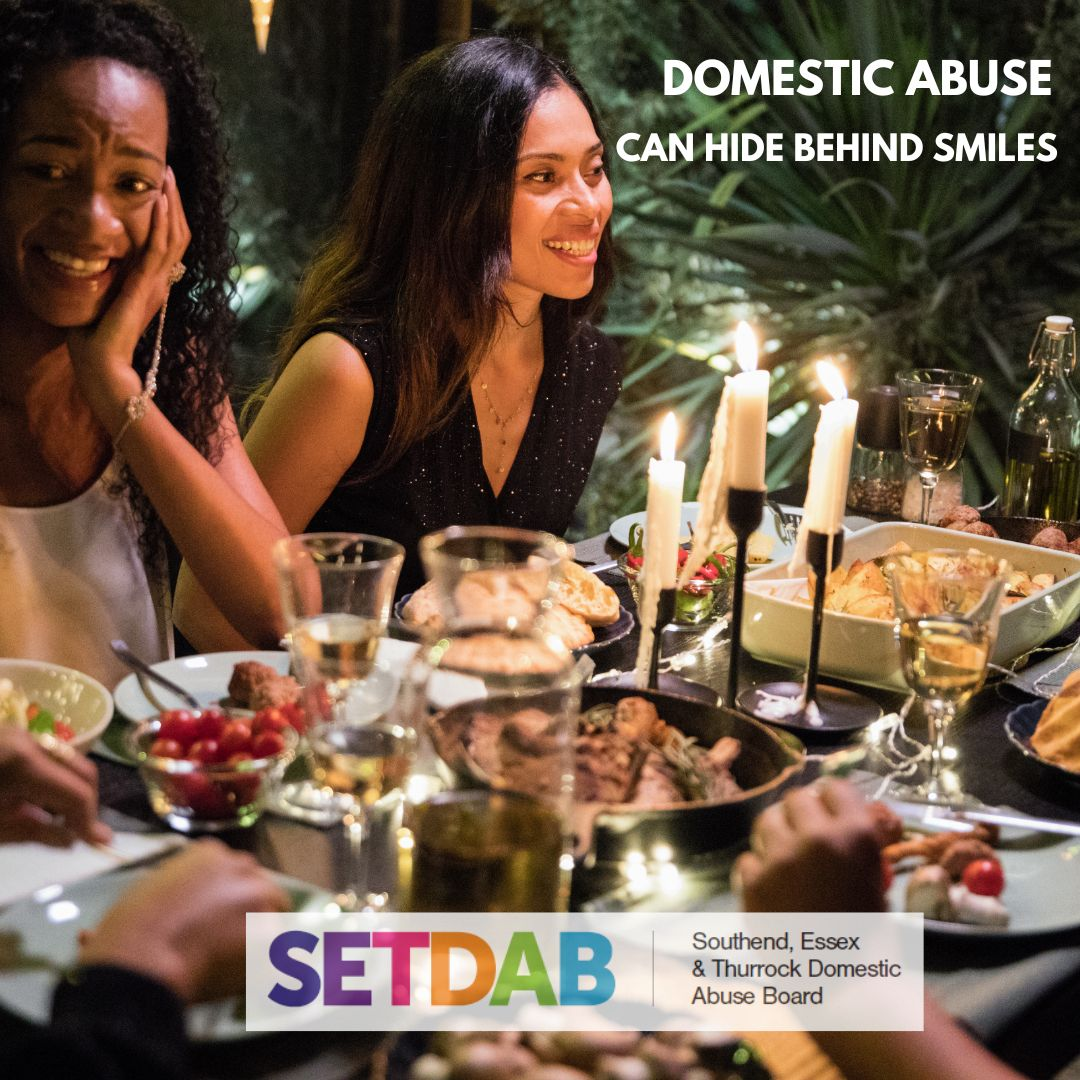 DOMESTIC ABUSE
CAN HIDE BEHIND SMILES
SETDAB
Southend, Essex
& Thurrock Domestic
Abuse Board